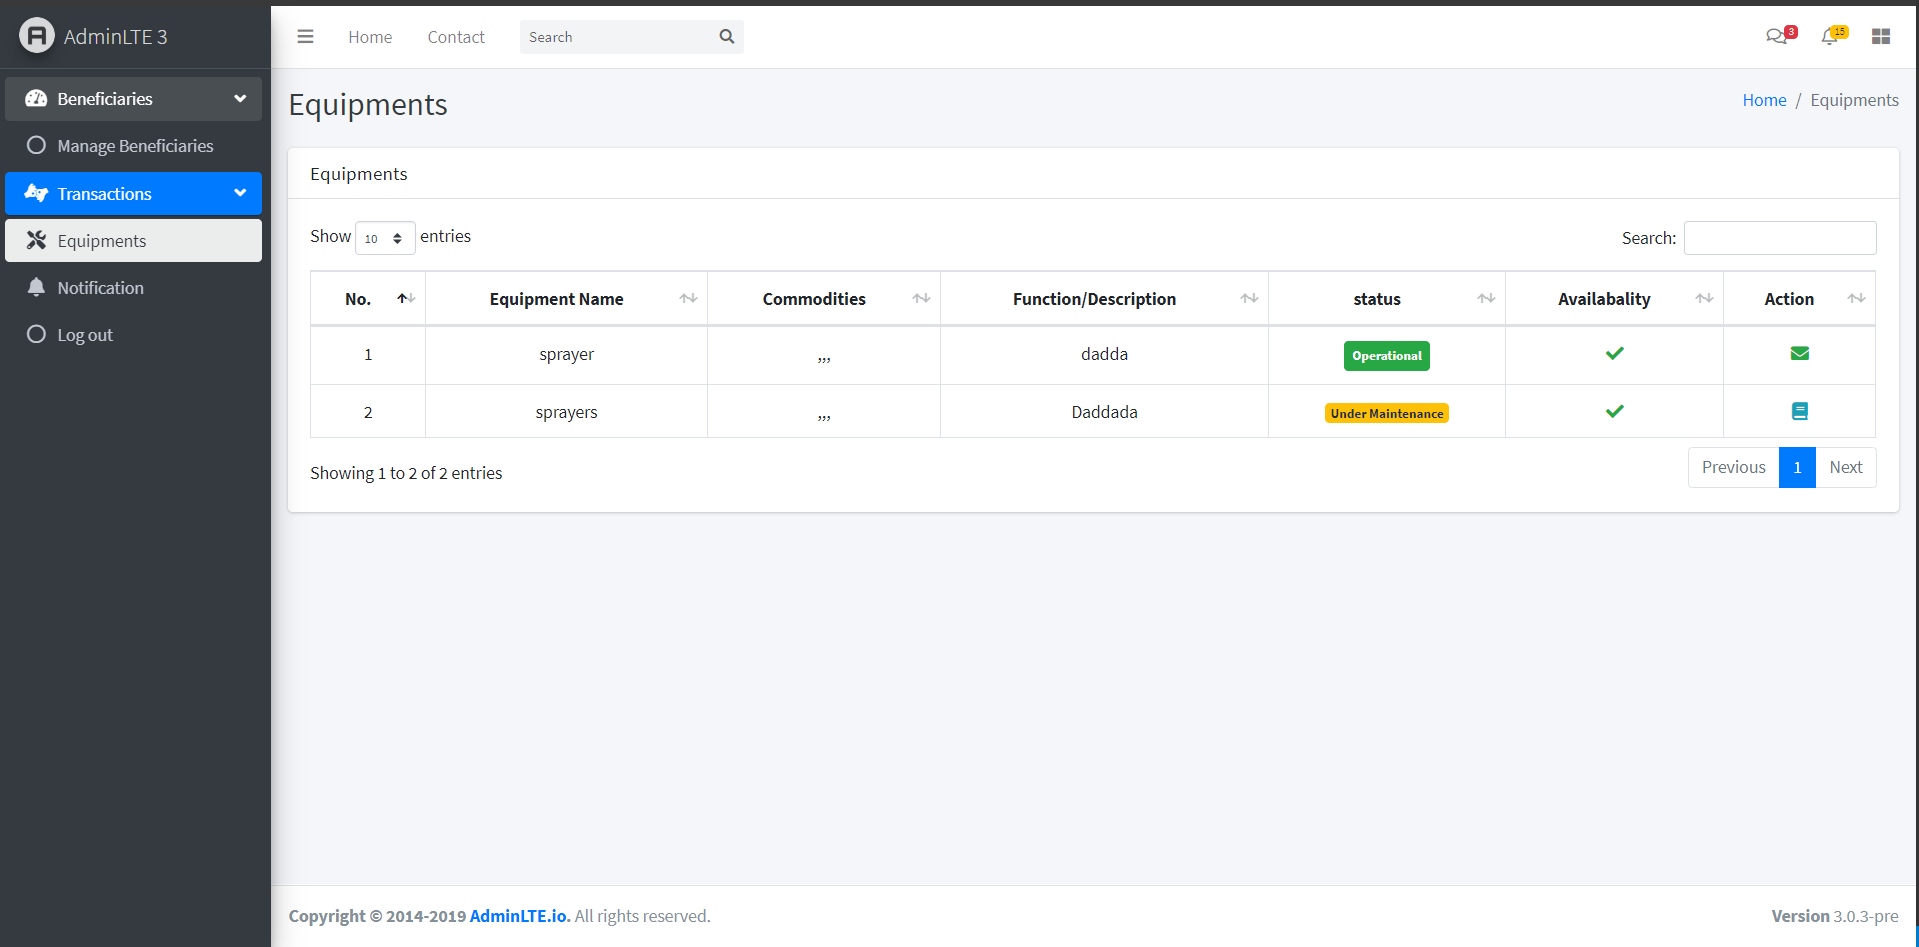 AdminLTE 3
Home Contact Search 3 15
Beneficiaries
Manage Beneficiaries
Transactions
Equipments
Notification
Log out
Equipments
Home / Equipments
Equipments
Show 10 entries Search:
No. Equipment Name Commodities Function/Description status Availabality Action
1 sprayer ,,, dadda Operational
2 sprayers ,,, Daddada Under Maintenance
Showing 1 to 2 of 2 entries Previous 1 Next
Copyright © 2014-2019 AdminLTE.io. All rights reserved. Version 3.0.3-pre